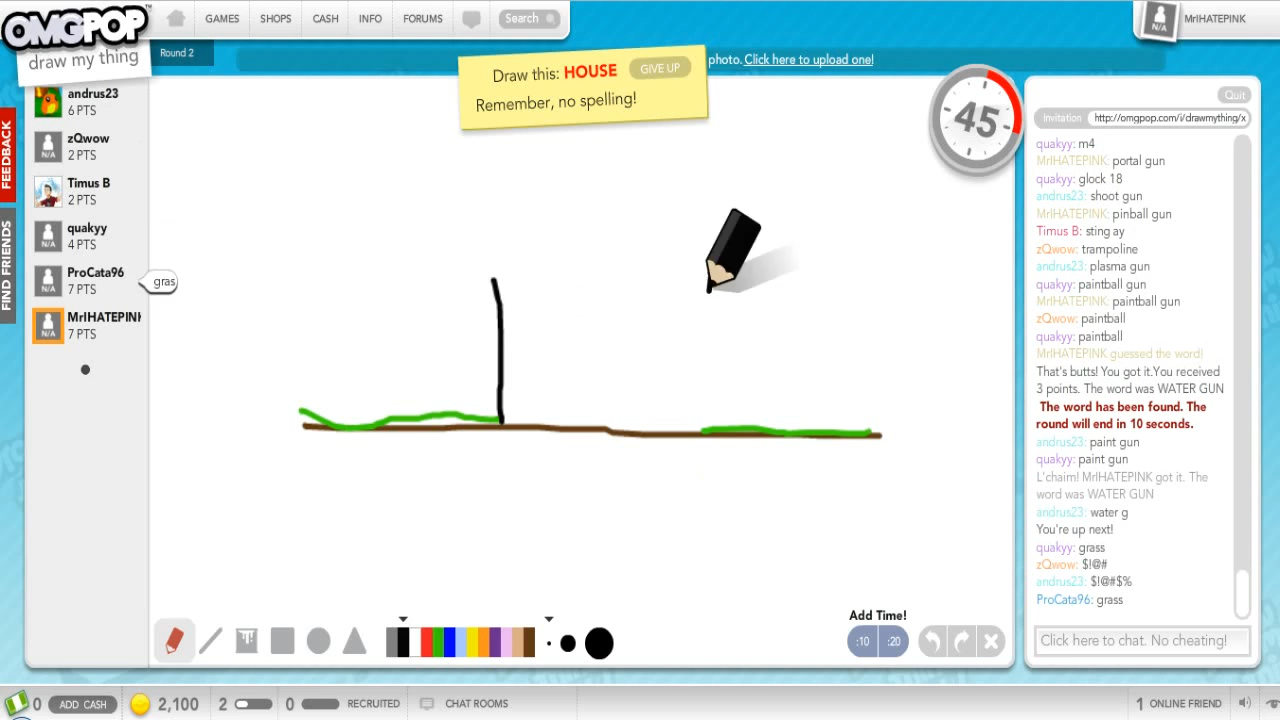 OMGPOP™
draw my thing
GAMES
SHOPS
CASH
INFO
FORUMS
Search
N/A
MrIHATEPINK
Round 2
photo. Click here to upload one!
Draw this: HOUSE
GIVE UP
Remember, no spelling!
45
FEEDBACK
FIND FRIENDS
andrus23
6 PTS
N/A
zQwow
2 PTS
Timus B
2 PTS
N/A
quakyy
4 PTS
N/A
ProCata96
7 PTS
gras
N/A
MrIHATEPINK
7 PTS
Quit
Invitation
http://omgpop.com/i/drawmything/x
quakyy: m4
MrIHATEPINK: portal gun
quakyy: glock 18
andrus23: shoot gun
MrIHATEPINK: pinball gun
Timus B: sting ay
zQwow: trampoline
andrus23: plasma gun
quakyy: paintball gun
MrIHATEPINK: paintball gun
zQwow: paintball
quakyy: paintball
MrIHATEPINK guessed the word!
That's butts! You got it.You received
3 points. The word was WATER GUN
The word has been found. The
round will end in 10 seconds.
andrus23: paint gun
quakyy: paint gun
L'chaim! MrIHATEPINK got it. The
word was WATER GUN
andrus23: water g
You're up next!
quakyy: grass
zQwow: $!@#
andrus23: $!@#$%
ProCata96: grass
Click here to chat. No cheating!
Add Time!
:10
:20
0
ADD CASH
2,100
2
0
RECRUITED
CHAT ROOMS
1 ONLINE FRIEND